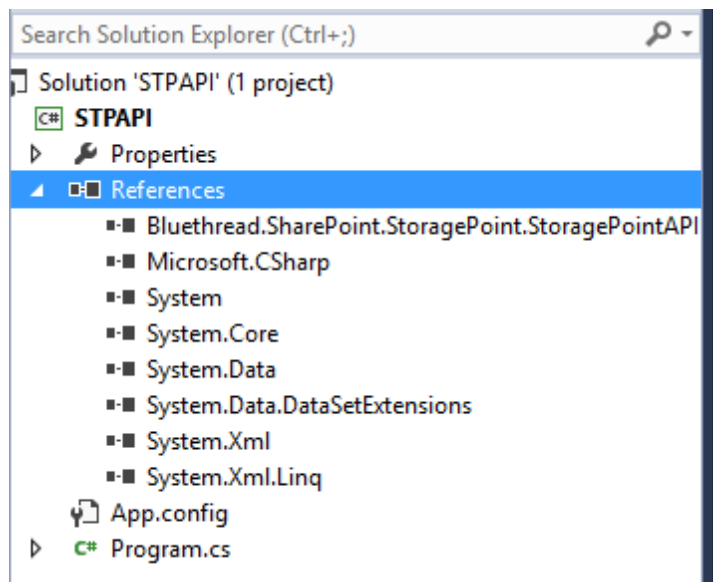 Search Solution Explorer (Ctrl+;)
Solution 'STPAPI' (1 project)
C# STPAPI
Properties
References
Bluethread.SharePoint.StoragePoint.StoragePointAPI
Microsoft.CSharp
System
System.Core
System.Data
System.Data.DataSetExtensions
System.Xml
System.Xml.Linq
App.config
C# Program.cs